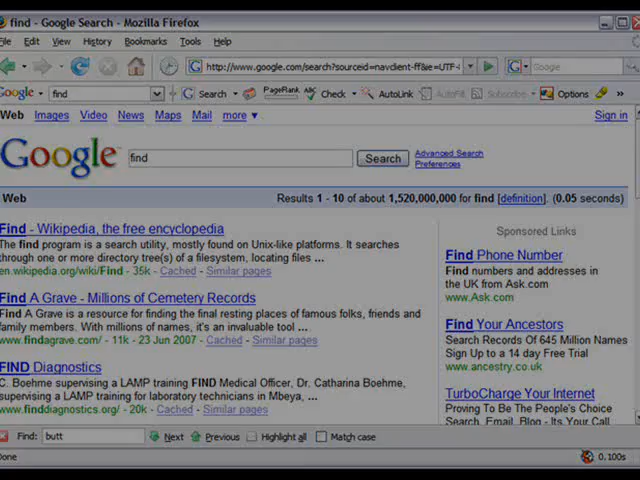 find - Google Search - Mozilla Firefox
File Edit View History Bookmarks Tools Help
http://www.google.com/search?sourceid=navclient-ff&ie=UTF-8 Google
Google find Search PageRank Check AutoLink AutoFill Subscribe Options
Web Images Video News Maps Mail more ▼ Sign in
Google find Search Advanced Search
Preferences
Web Results 1 - 10 of about 1,520,000,000 for find [definition]. (0.05 seconds)
Find - Wikipedia, the free encyclopedia
The find program is a search utility, mostly found on Unix-like platforms. It searches
through one or more directory tree(s) of a filesystem, locating files ...
en.wikipedia.org/wiki/Find - 35k - Cached - Similar pages
Find A Grave - Millions of Cemetery Records
Find A Grave is a resource for finding the final resting places of famous folks, friends and
family members. With millions of names, it's an invaluable tool ...
www.findagrave.com/ - 11k - 23 Jun 2007 - Cached - Similar pages
FIND Diagnostics
C. Boehme supervising a LAMP training FIND Medical Officer, Dr. Catharina Boehme,
supervising a LAMP training for laboratory technicians in Mbeya, ...
www.finddiagnostics.org/ - 20k - Cached - Similar pages
Sponsored Links
Find Phone Number
Find numbers and addresses in
the UK from Ask.com
www.Ask.com
Find Your Ancestors
Search Records Of 645 Million Names
Sign Up to a 14 day Free Trial
www.ancestry.co.uk
TurboCharge Your Internet
Proving To Be The People's Choice
Search, Email, Blog - Its Your Call
Find: butt Next Previous Highlight all Match case
Done 0,100s